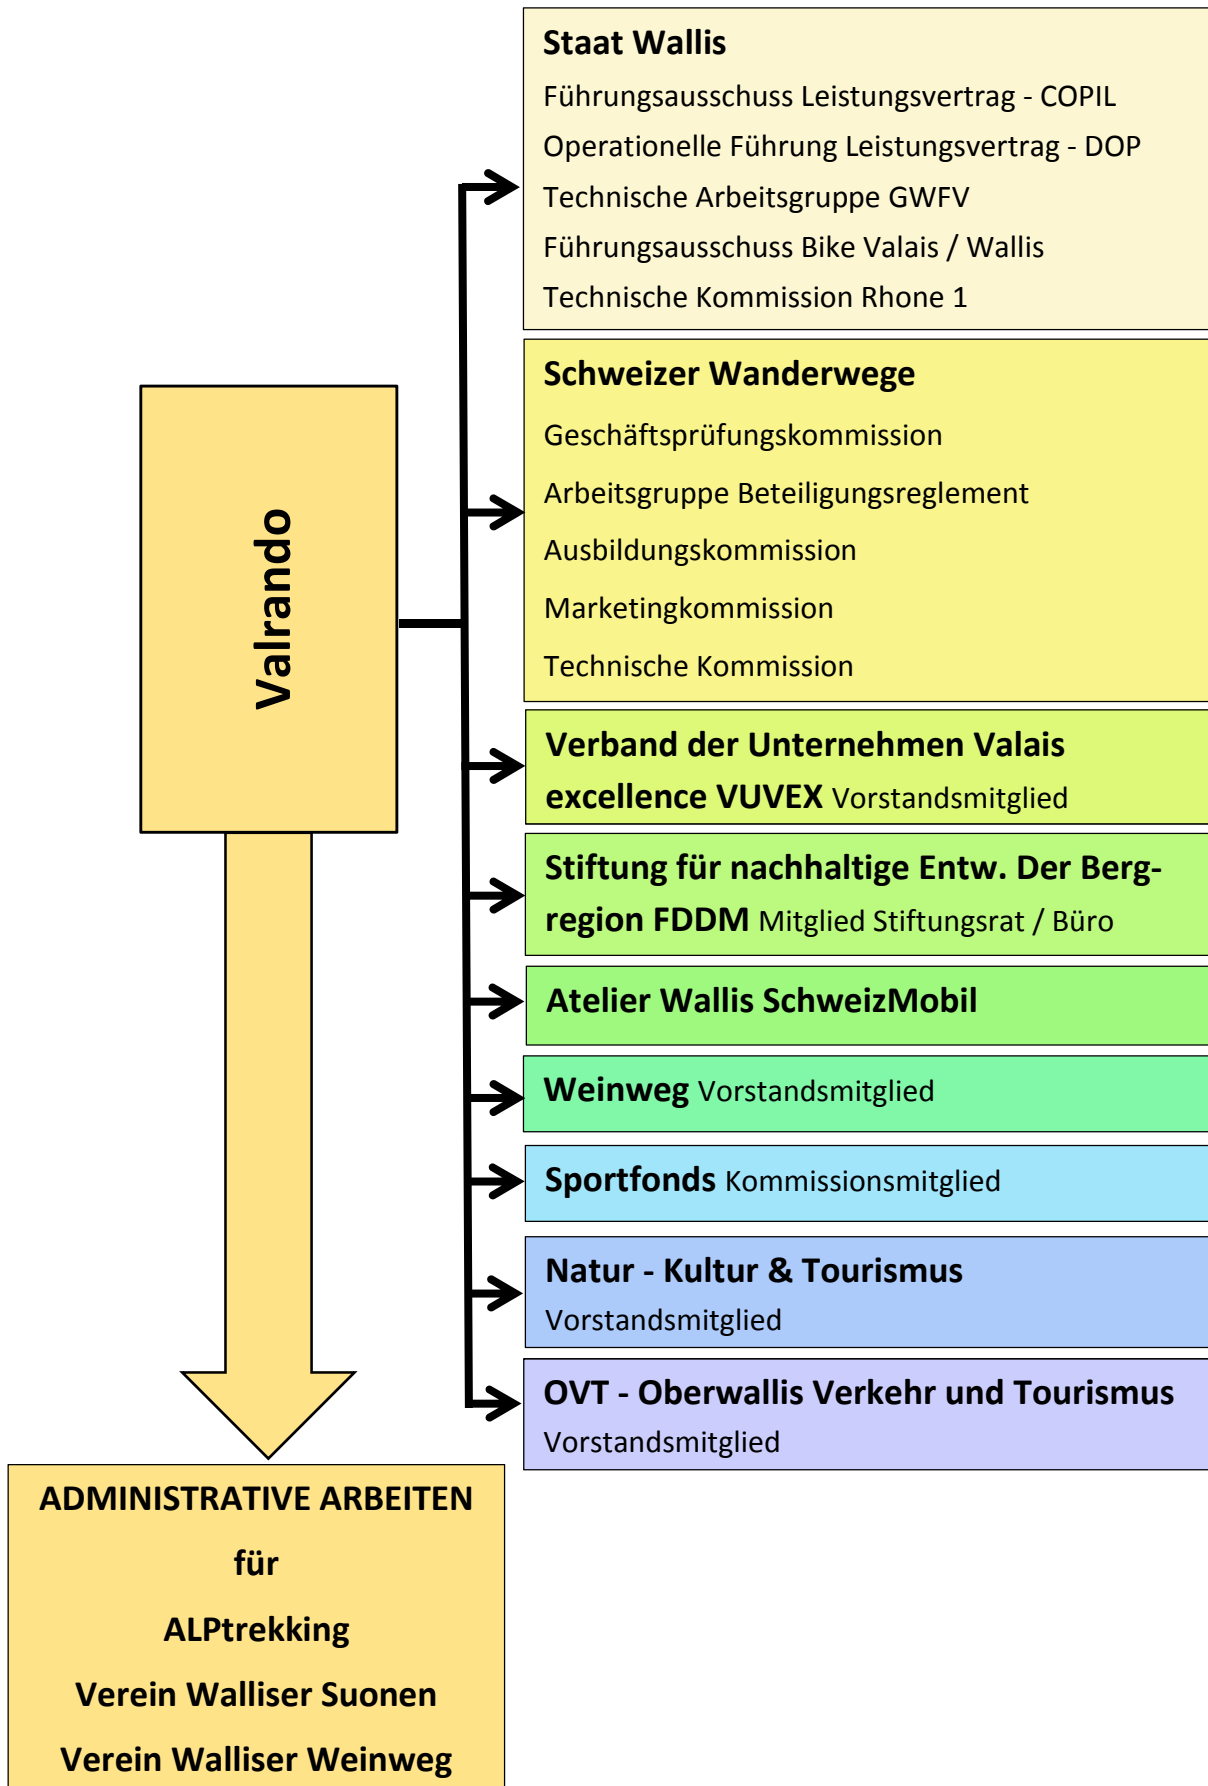 Staat Wallis
Führungsausschuss Leistungsvertrag - COPIL
Operationelle Führung Leistungsvertrag - DOP
Technische Arbeitsgruppe GWFV
Führungsausschuss Bike Valais / Wallis
Technische Kommission Rhone 1
Schweizer Wanderwege
Geschäftsprüfungskommission
Arbeitsgruppe Beteiligungsreglement
Ausbildungskommission
Marketingkommission
Technische Kommission
Valrando
Verband der Unternehmen Valais
excellence VUVEX Vorstandsmitglied
Stiftung für nachhaltige Entw. Der Berg-
region FDDM Mitglied Stiftungsrat / Büro
Atelier Wallis SchweizMobil
Weinweg Vorstandsmitglied
Sportfonds Kommissionsmitglied
Natur - Kultur & Tourismus
Vorstandsmitglied
OVT - Oberwallis Verkehr und Tourismus
Vorstandsmitglied
ADMINISTRATIVE ARBEITEN
für
ALPtrekking
Verein Walliser Suonen
Verein Walliser Weinweg